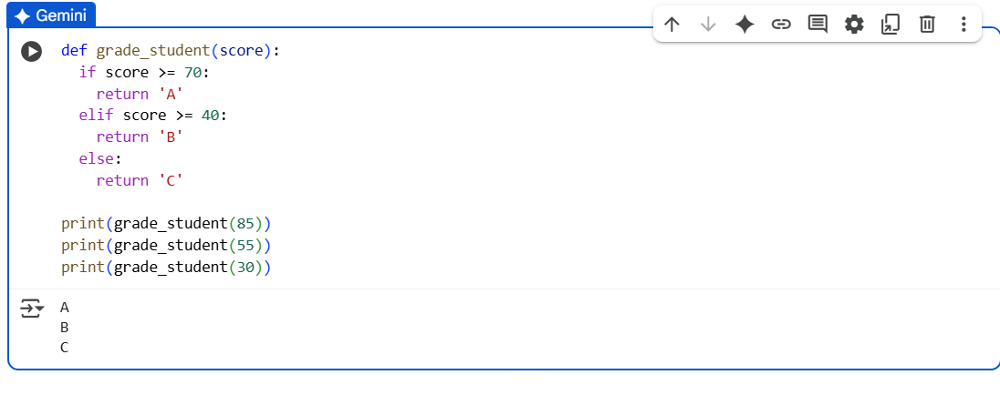 Gemini
def grade_student(score):
  if score >= 70:
    return 'A'
  elif score >= 40:
    return 'B'
  else:
    return 'C'

print(grade_student(85))
print(grade_student(55))
print(grade_student(30))
A
B
C